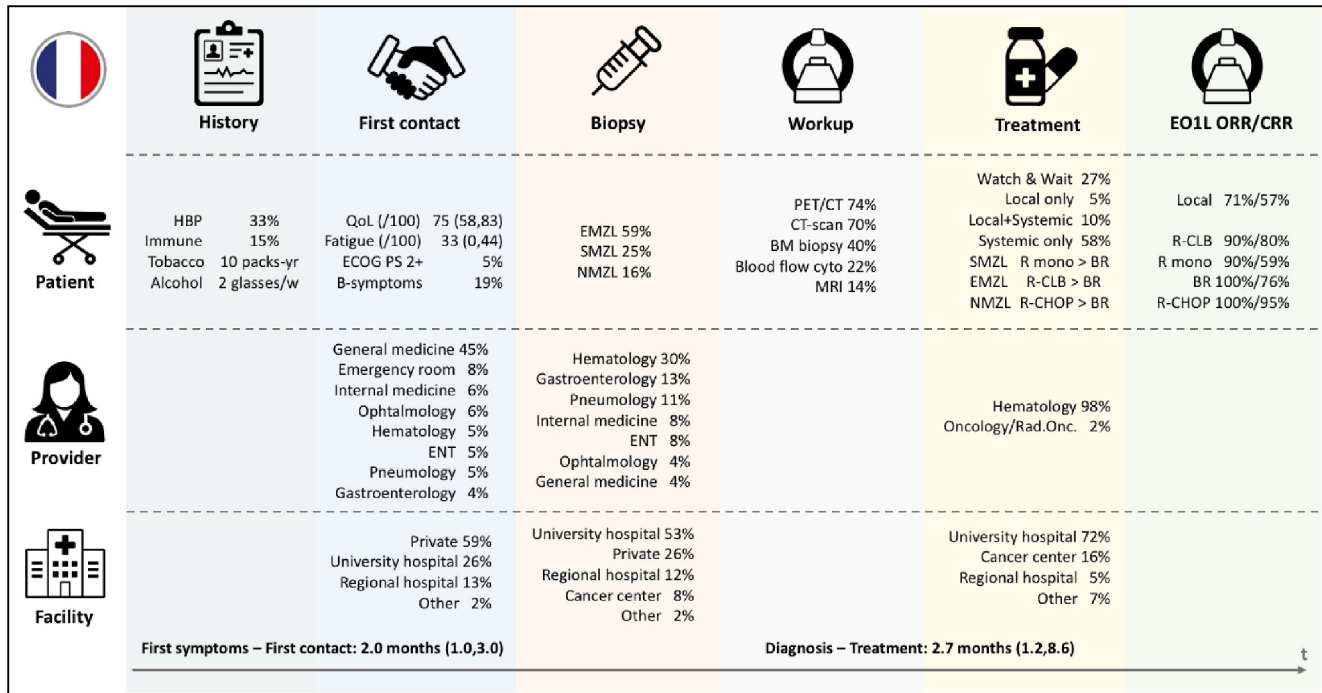 History
First contact
Biopsy
Workup
Treatment
EO1L ORR/CRR
Patient
HBP 33%
Immune 15%
Tobacco 10 packs-yr
Alcohol 2 glasses/w
QoL (/100) 75 (58,83)
Fatigue (/100) 33 (0,44)
ECOG PS 2+ 5%
B-symptoms 19%
EMZL 59%
SMZL 25%
NMZL 16%
PET/CT 74%
CT-scan 70%
BM biopsy 40%
Blood flow cyto 22%
MRI 14%
Watch & Wait 27%
Local only 5%
Local+Systemic 10%
Systemic only 58%
SMZL R mono > BR
EMZL R-CLB > BR
NMZL R-CHOP > BR
Local 71%/57%
R-CLB 90%/80%
R mono 90%/59%
BR 100%/76%
R-CHOP 100%/95%
Provider
General medicine 45%
Emergency room 8%
Internal medicine 6%
Ophtalmology 6%
Hematology 5%
ENT 5%
Pneumology 5%
Gastroenterology 4%
Hematology 30%
Gastroenterology 13%
Pneumology 11%
Internal medicine 8%
ENT 8%
Ophtalmology 4%
General medicine 4%
Hematology 98%
Oncology/Rad.Onc. 2%
Facility
Private 59%
University hospital 26%
Regional hospital 13%
Other 2%
University hospital 53%
Private 26%
Regional hospital 12%
Cancer center 8%
Other 2%
University hospital 72%
Cancer center 16%
Regional hospital 5%
Other 7%
First symptoms – First contact: 2.0 months (1.0,3.0)
Diagnosis – Treatment: 2.7 months (1.2,8.6)
t